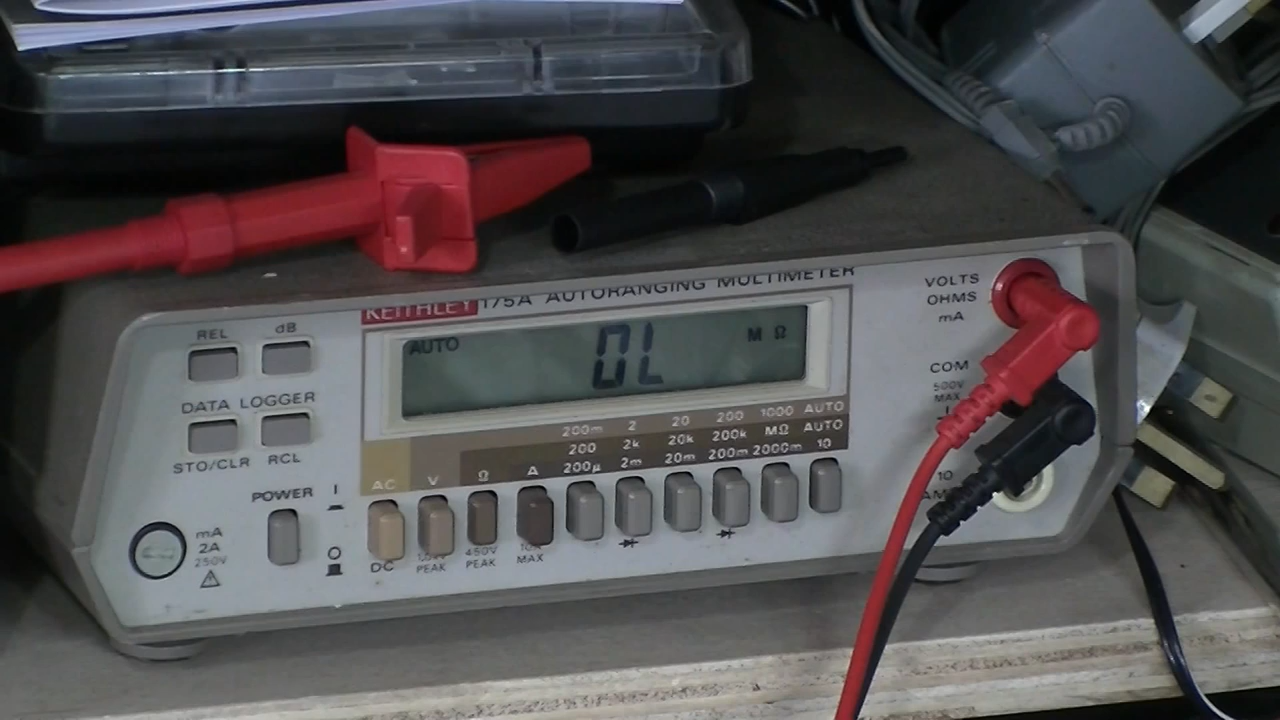 KEITHLEY 175A AUTORANGING MULTIMETER
REL dB
DATA LOGGER
STO/CLR RCL
POWER I
O
mA
2A
250V
AUTO OL M Ω
200m 2 20 200 1000 AUTO
200 2k 20k 200k MΩ AUTO
200µ 2m 20m 200m 2000m 10
AC V Ω A
DC
PEAK
450V
PEAK
10A
MAX
VOLTS
OHMS
mA
COM
500V
MAX
10